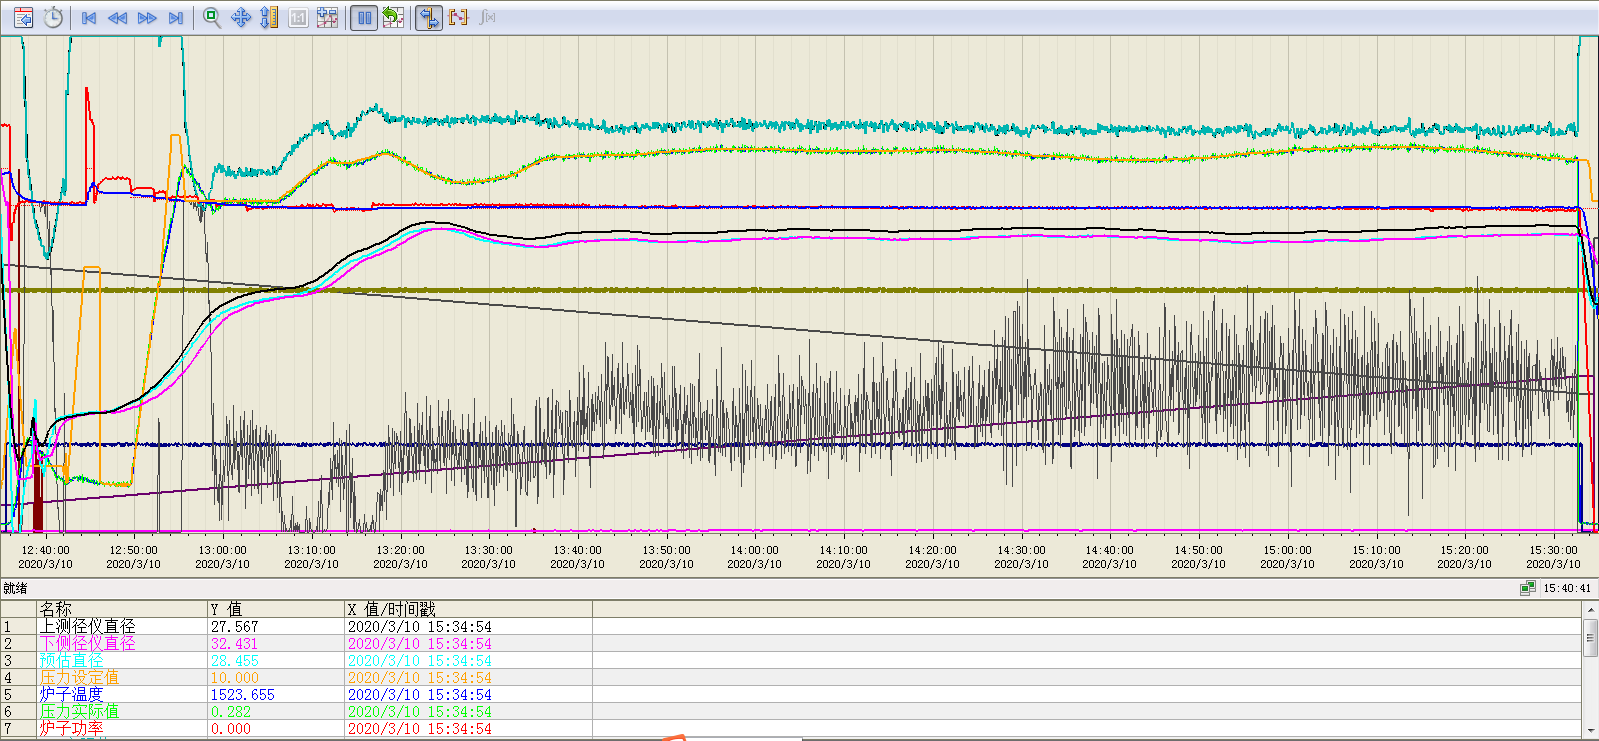 1:1
f(x)
12:40:00 12:50:00 13:00:00 13:10:00 13:20:00 13:30:00 13:40:00 13:50:00 14:00:00 14:10:00 14:20:00 14:30:00 14:40:00 14:50:00 15:00:00 15:10:00 15:20:00 15:30:00
2020/3/10 2020/3/10 2020/3/10 2020/3/10 2020/3/10 2020/3/10 2020/3/10 2020/3/10 2020/3/10 2020/3/10 2020/3/10 2020/3/10 2020/3/10 2020/3/10 2020/3/10 2020/3/10 2020/3/10 2020/3/10
就绪 15:40:41
名称 Y 值 X 值/时间戳
1 上测径仪直径 27.567 2020/3/10 15:34:54
2 下侧径仪直径 32.431 2020/3/10 15:34:54
3 预估直径 28.455 2020/3/10 15:34:54
4 压力设定值 10.000 2020/3/10 15:34:54
5 炉子温度 1523.655 2020/3/10 15:34:54
6 压力实际值 0.282 2020/3/10 15:34:54
7 炉子功率 0.000 2020/3/10 15:34:54